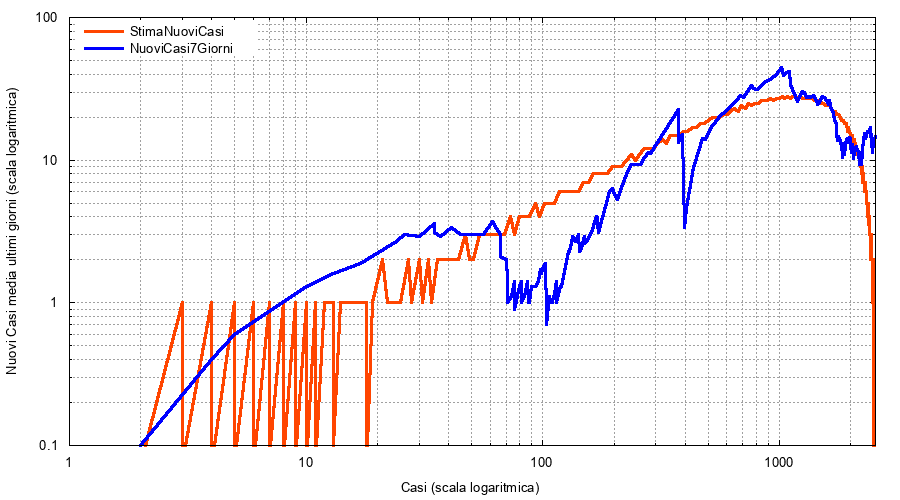 100
10
1
0.1
StimaNuoviCasi
NuoviCasi7Giorni
Nuovi Casi media ultimi giorni (scala logaritmica)
1
10
100
1000
Casi (scala logaritmica)